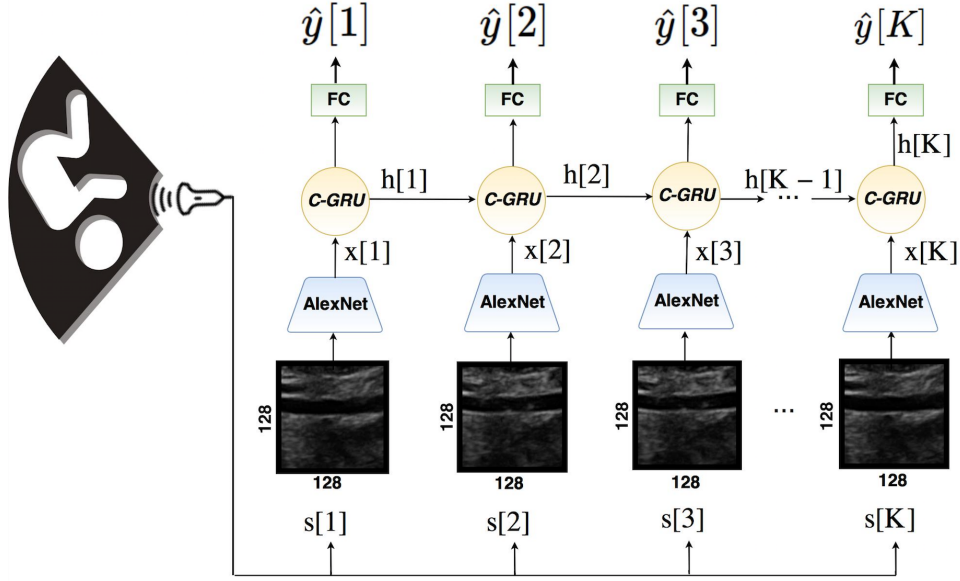 ŷ[1] ŷ[2] ŷ[3] ŷ[K]
FC FC FC FC
h[K]
C-GRU h[1] C-GRU h[2] C-GRU h[K − 1] ... C-GRU
x[1] x[2] x[3] x[K]
AlexNet AlexNet AlexNet AlexNet
128 128 128 ... 128
128 128 128 128
s[1] s[2] s[3] s[K]